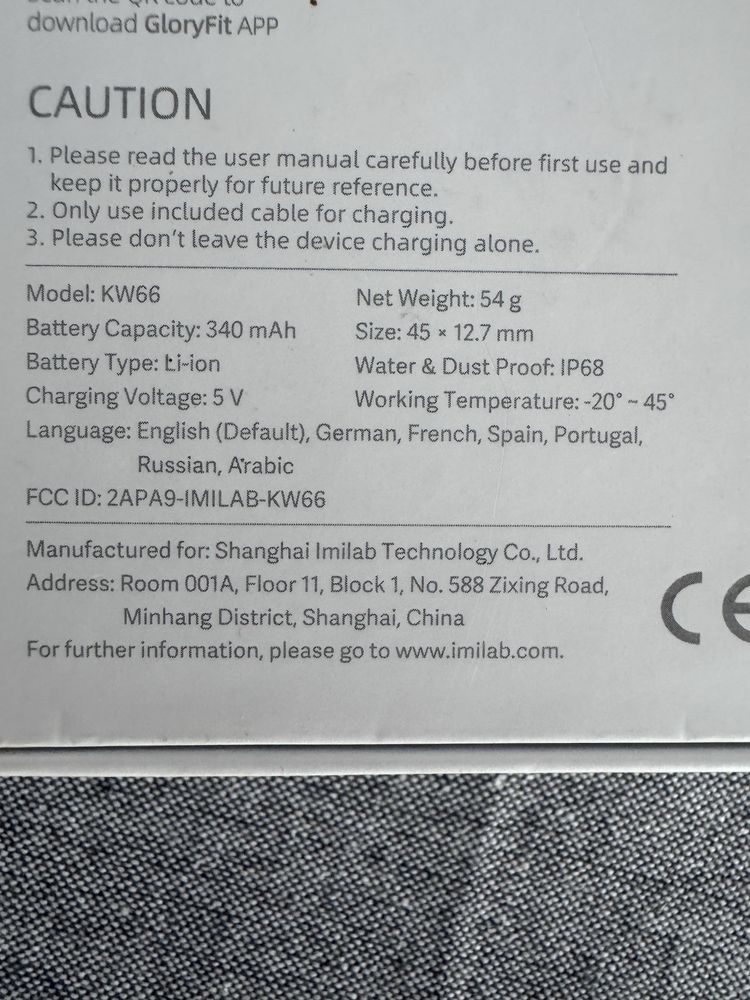 download GloryFit APP
CAUTION
1. Please read the user manual carefully before first use and
keep it properly for future reference.
2. Only use included cable for charging.
3. Please don't leave the device charging alone.
Model: KW66
Net Weight: 54 g
Battery Capacity: 340 mAh
Size: 45 × 12.7 mm
Battery Type: Li-ion
Water & Dust Proof: IP68
Charging Voltage: 5 V
Working Temperature: -20° ~ 45°
Language: English (Default), German, French, Spain, Portugal,
Russian, Arabic
FCC ID: 2APA9-IMILAB-KW66
Manufactured for: Shanghai Imilab Technology Co., Ltd.
Address: Room 001A, Floor 11, Block 1, No. 588 Zixing Road,
Minhang District, Shanghai, China
CE
For further information, please go to www.imilab.com.